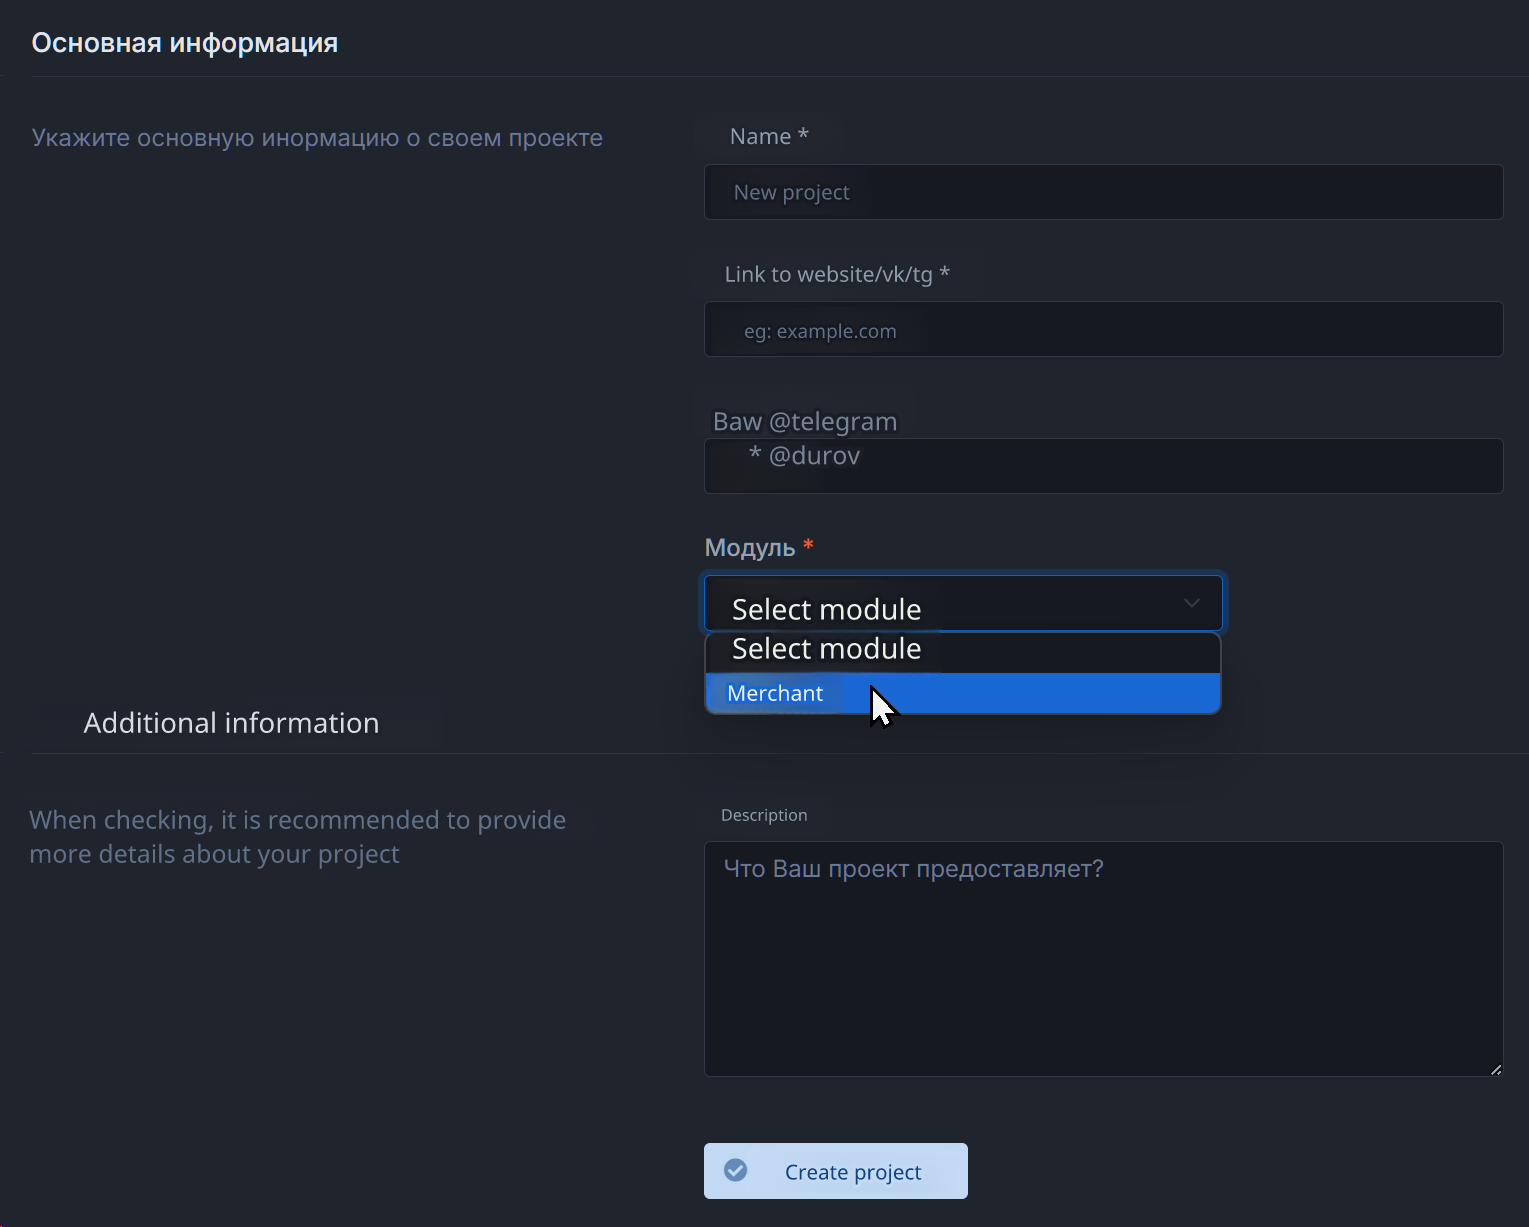 Основная информация
Укажите основную инормацию о своем проекте
Name *
New project
Link to website/vk/tg *
eg: example.com
Baw @telegram
* @durov
Модуль *
Select module
Select module
Merchant
Additional information
When checking, it is recommended to provide
more details about your project
Description
Что Ваш проект предоставляет?
Create project